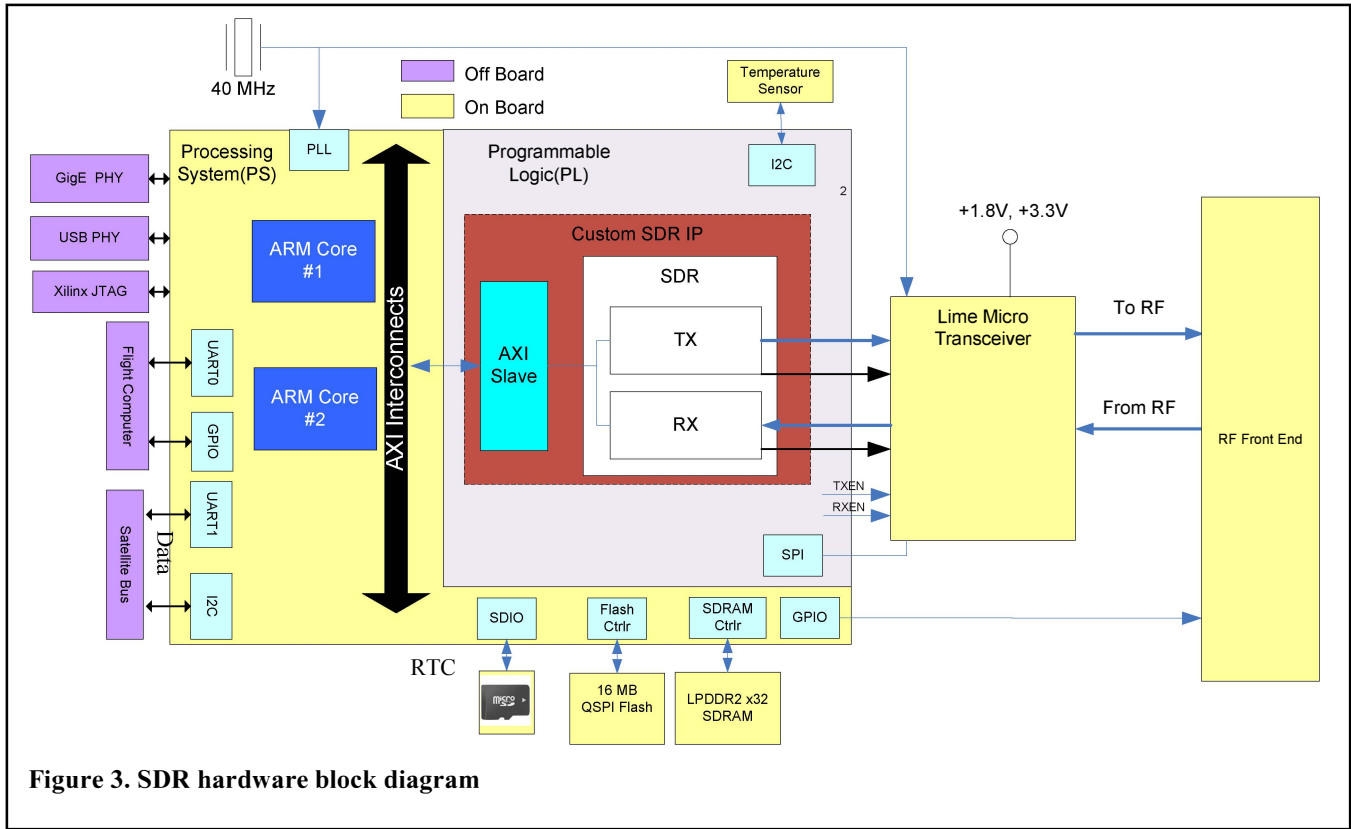 40 MHz
Off Board
On Board
Temperature
Sensor
Processing
System(PS)
PLL
Programmable
Logic(PL)
I2C
2
GigE PHY
USB PHY
Xilinx JTAG
Flight Computer
Satellite Bus
Data
UART0
GPIO
UART1
I2C
ARM Core
#1
ARM Core
#2
AXI Interconnects
Custom SDR IP
AXI
Slave
SDR
TX
RX
TXEN
RXEN
SPI
+1.8V, +3.3V
Lime Micro
Transceiver
To RF
From RF
RF Front End
SDIO
Flash
Ctrlr
SDRAM
Ctrlr
GPIO
RTC
micro
16 MB
QSPI Flash
LPDDR2 x32
SDRAM
Figure 3. SDR hardware block diagram